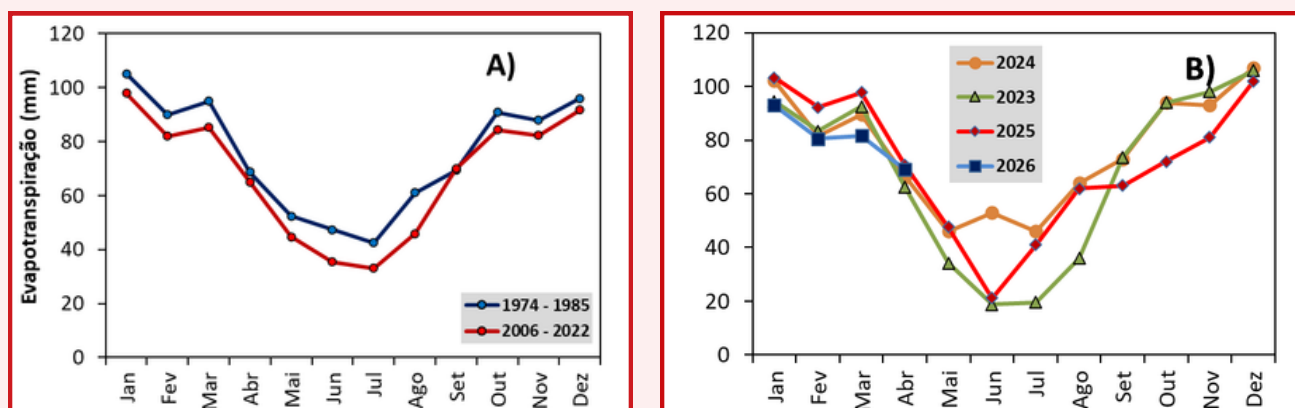 Evapotranspiração (mm)
120
100
80
60
40
20
0
A)
1974 - 1985
2006 - 2022
Jan
Fev
Mar
Abr
Mai
Jun
Jul
Ago
Set
Out
Nov
Dez
120
100
80
60
40
20
0
2024
2023
2025
2026
B)
Jan
Fev
Mar
Abr
Mai
Jun
Jul
Ago
Set
Out
Nov
Dez